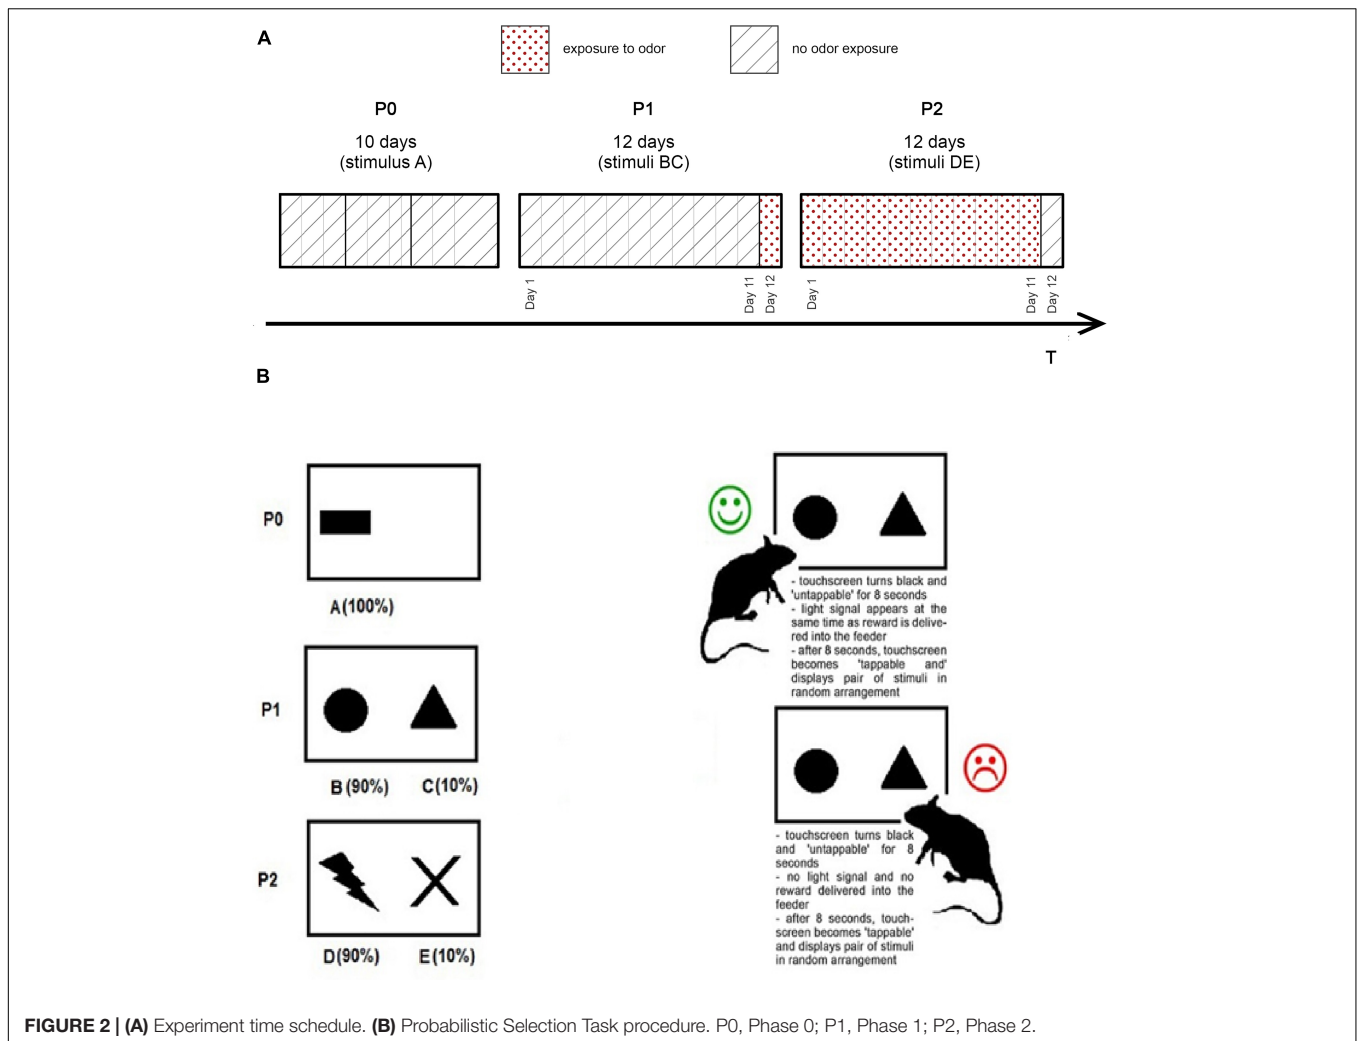 A
exposure to odor
no odor exposure
P0
P1
P2
10 days
(stimulus A)
12 days
(stimuli BC)
12 days
(stimuli DE)
Day 1
Day 11
Day 12
Day 1
Day 11
Day 12
T
B
P0
A(100%)
P1
B(90%)
C(10%)
P2
D(90%)
E(10%)
- touchscreen turns black and
'untappable' for 8 seconds
- light signal appears at the
same time as reward is delive-
red into the feeder
- after 8 seconds, touchscreen
becomes 'tappable and'
displays pair of stimuli in
random arrangement
- touchscreen turns black
and 'untappable' for 8
seconds
- no light signal and no
reward delivered into the
feeder
- after 8 seconds, touch-
screen becomes 'tappable'
and displays pair of stimuli
in random arrangement
FIGURE 2 | (A) Experiment time schedule. (B) Probabilistic Selection Task procedure. P0, Phase 0; P1, Phase 1; P2, Phase 2.